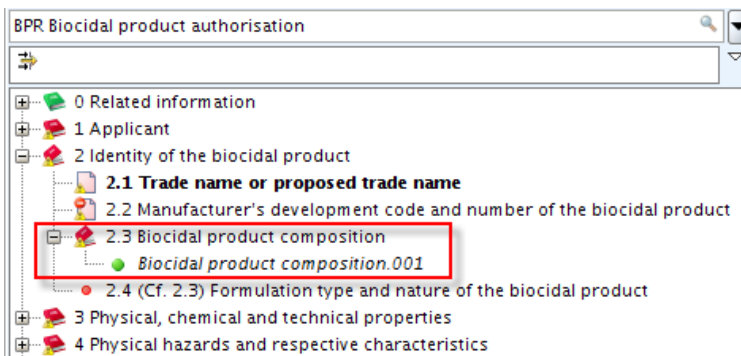 BPR Biocidal product authorisation
0 Related information
1 Applicant
2 Identity of the biocidal product
2.1 Trade name or proposed trade name
2.2 Manufacturer's development code and number of the biocidal product
2.3 Biocidal product composition
Biocidal product composition.001
2.4 (Cf. 2.3) Formulation type and nature of the biocidal product
3 Physical, chemical and technical properties
4 Physical hazards and respective characteristics